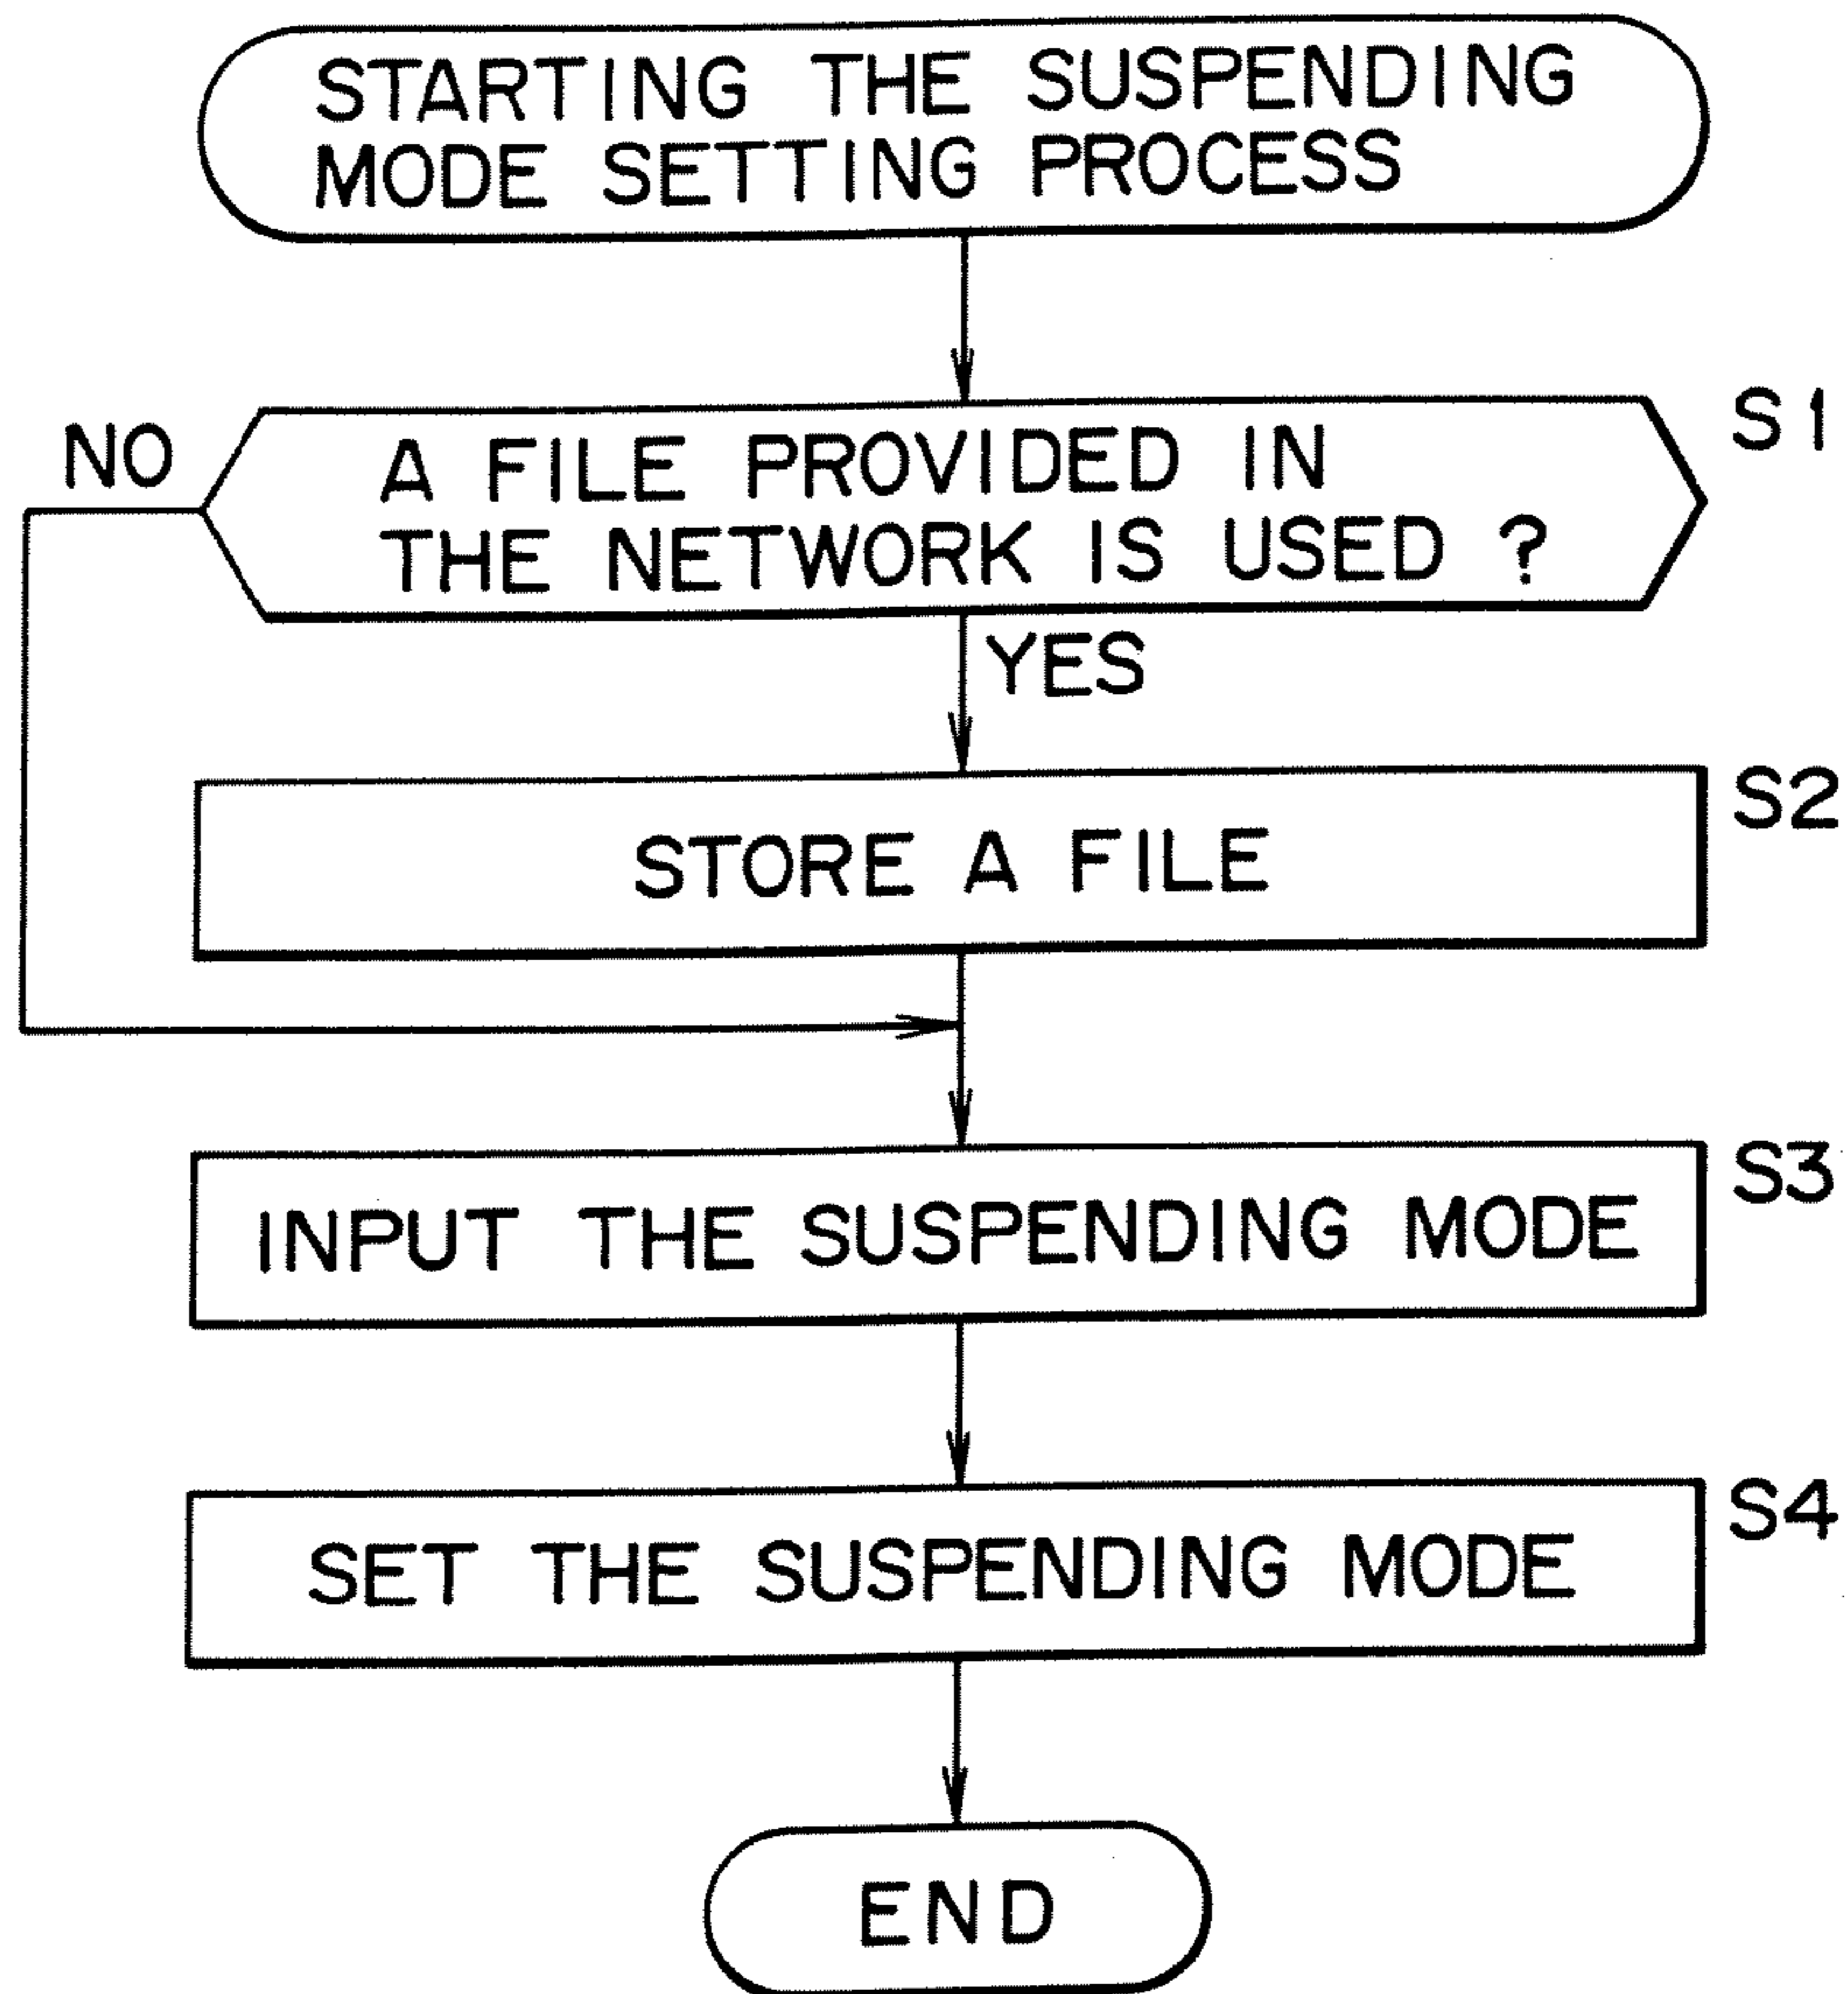 STARTING THE SUSPENDING
MODE SETTING PROCESS
S1
NO
A FILE PROVIDED IN
THE NETWORK IS USED ?
YES
S2
STORE A FILE
S3
INPUT THE SUSPENDING MODE
S4
SET THE SUSPENDING MODE
END